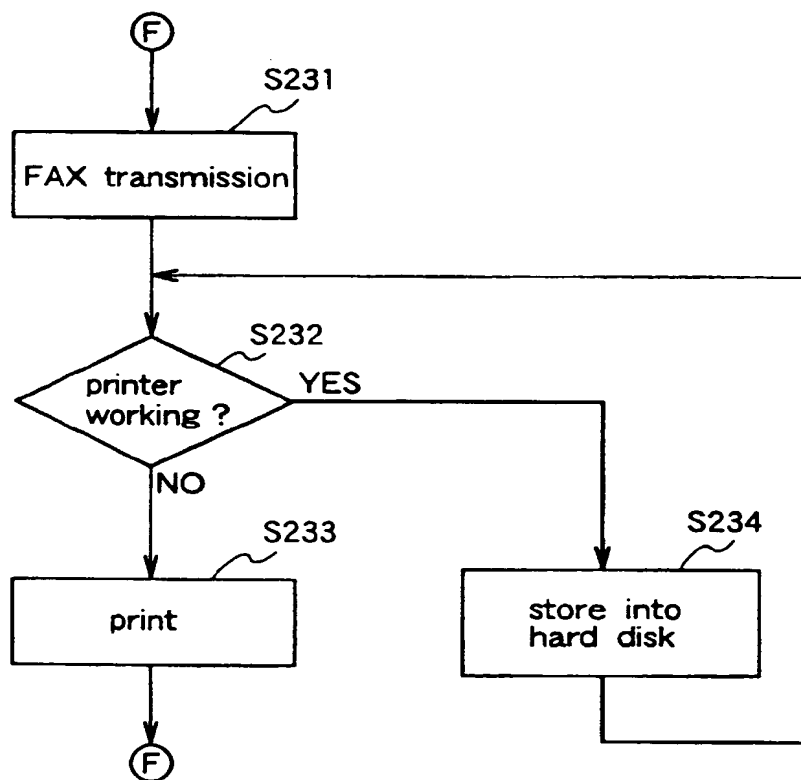 F
S231
FAX transmission
S232
printer
working ?
YES
NO
S233
print
S234
store into
hard disk
F